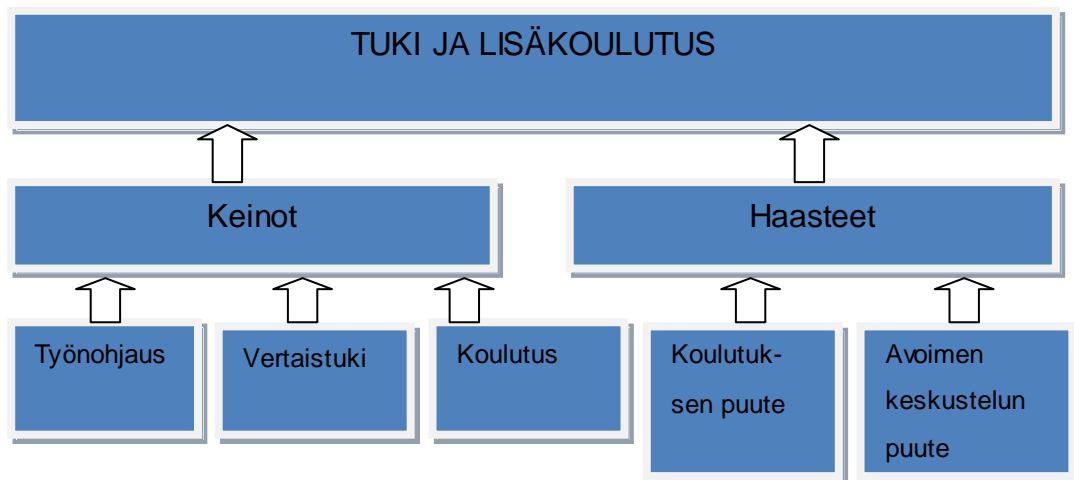 TUKI JA LISÄKOULUTUS
Keinot
Haasteet
Työnohjaus
Vertaistuki
Koulutus
Koulutuk-
sen puute
Avoimen
keskustelun
puute